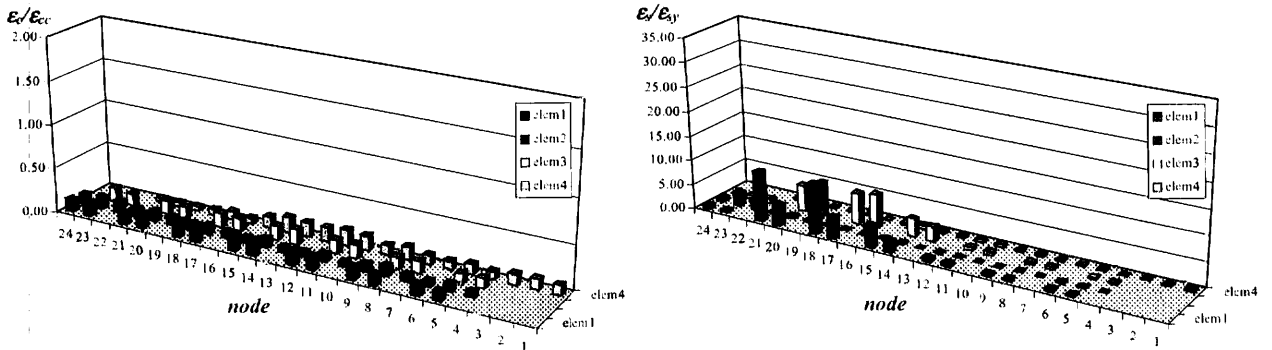 εc/εcc
2.00
1.50
1.00
0.50
0.00
24 23 22 21 20 19 18 17 16 15 14 13 12 11 10 9 8 7 6 5 4 3 2 1
node
elem1
elem4
elem1
elem2
elem3
elem4
εs/εsy
35.00
30.00
25.00
20.00
15.00
10.00
5.00
0.00
24 23 22 21 20 19 18 17 16 15 14 13 12 11 10 9 8 7 6 5 4 3 2 1
node
elem1
elem4
elem1
elem2
elem3
elem4